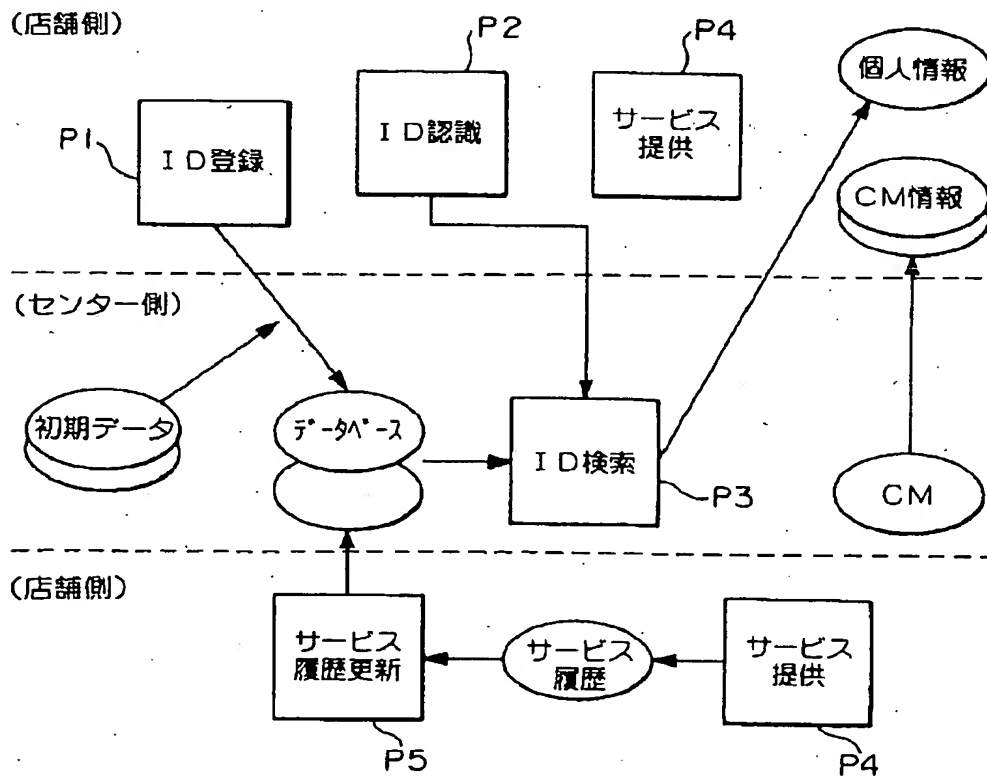 (店舗側)
P2
P4
個人情報
P1
ID登録
ID認識
サービス
提供
CM情報
(センター側)
初期データ
データベース
ID検索
P3
CM
(店舗側)
サービス
履歴更新
サービス
履歴
サービス
提供
P5
P4